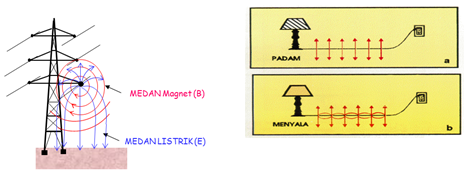 MEDAN Magnet (B)
MEDAN LISTRIK (E)
PADAM
a
MENYALA
b